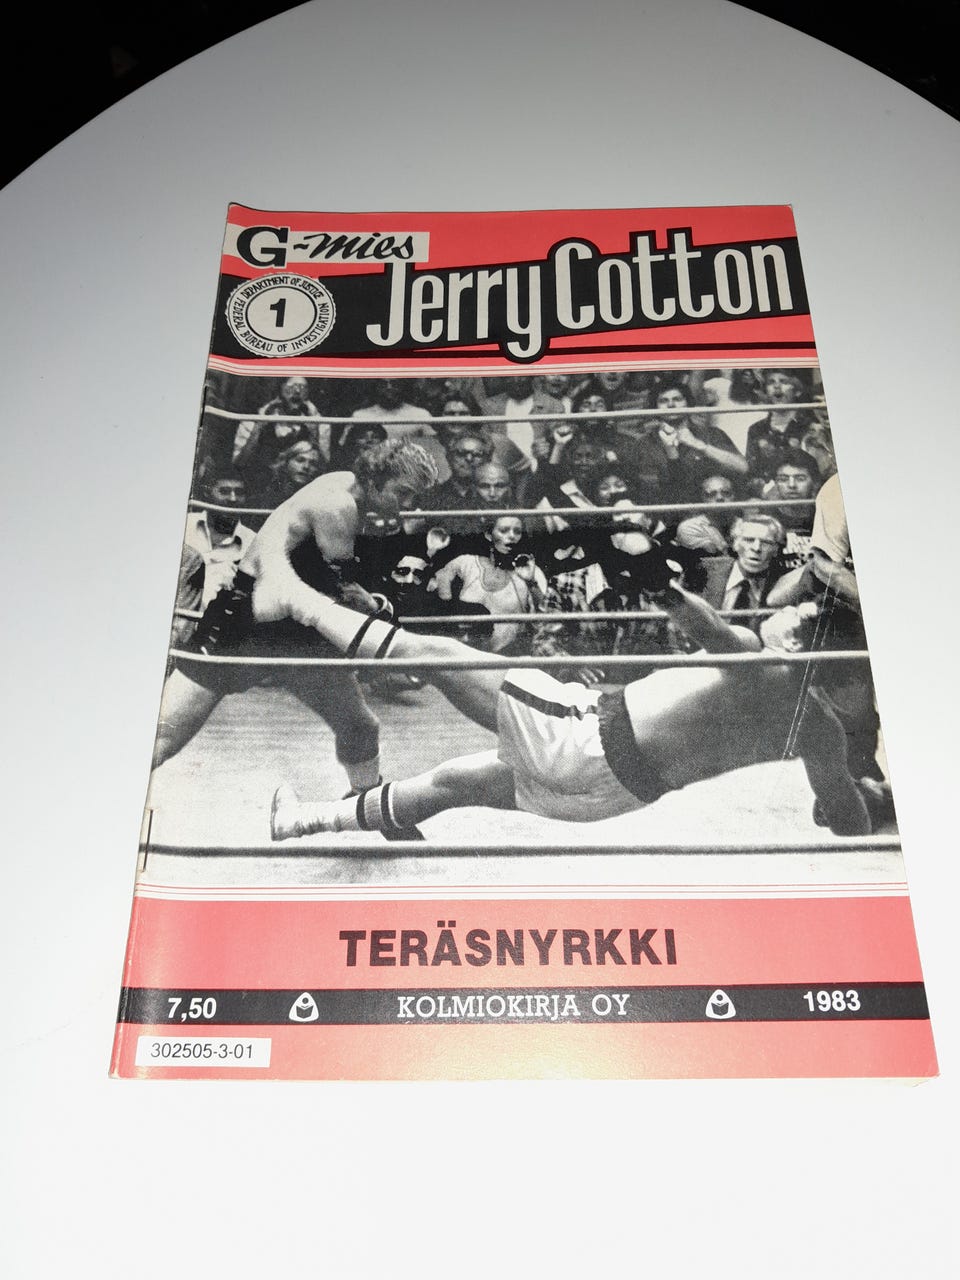 G-mies
Jerry Cotton
DEPARTMENT OF JUSTICE
1
FEDERAL BUREAU OF INVESTIGATION
TERÄSNYRKKI
7,50 KOLMIOKIRJA OY 1983
302505-3-01